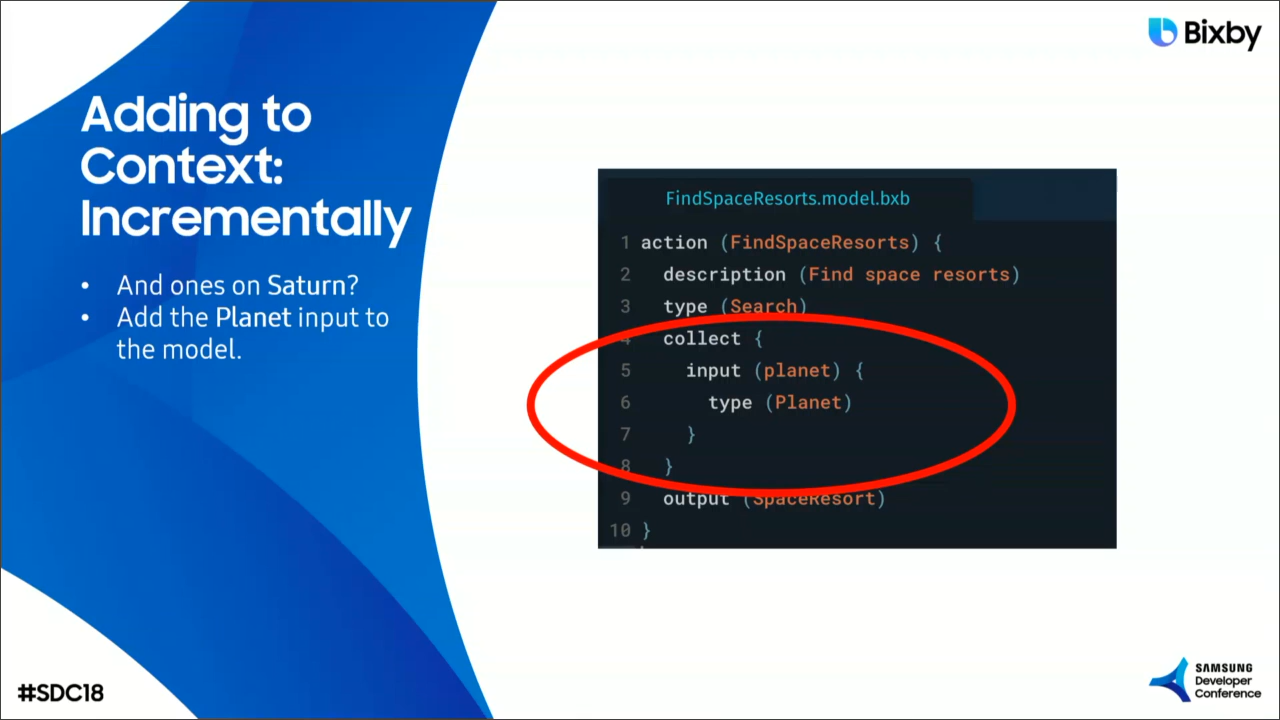 Bixby
Adding to
Context:
Incrementally
• And ones on Saturn?
• Add the Planet input to
the model.
FindSpaceResorts.model.bxb
1 action (FindSpaceResorts) {
2   description (Find space resorts)
3   type (Search)
4   collect {
5     input (planet) {
6       type (Planet)
7     }
8   }
9   output (SpaceResort)
10 }
#SDC18
SAMSUNG
Developer
Conference